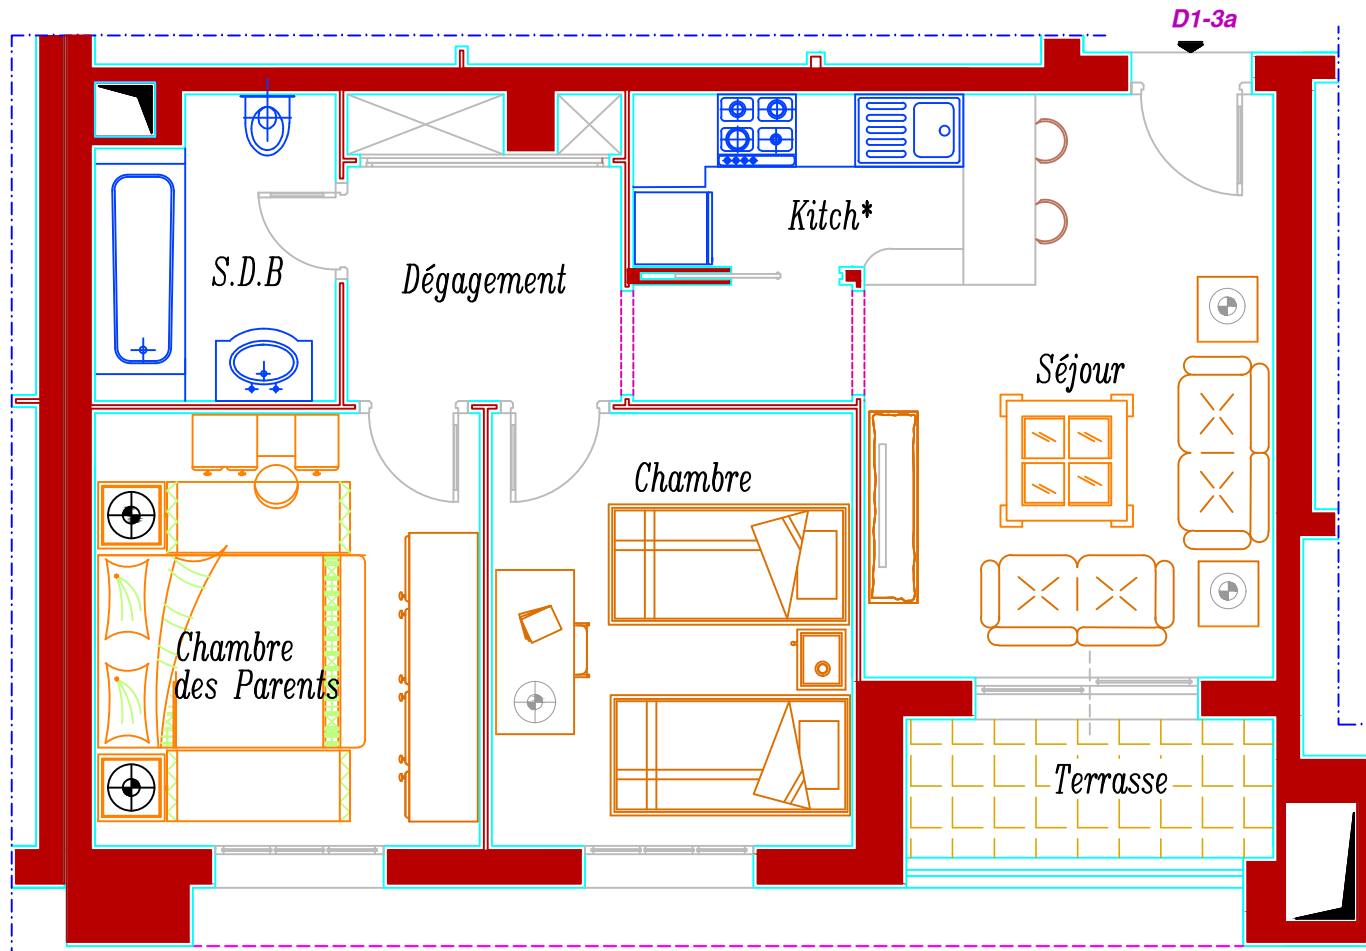 D1-3a
Kitch*
S.D.B
Dégagement
Séjour
Chambre
Chambre
des Parents
Terrasse